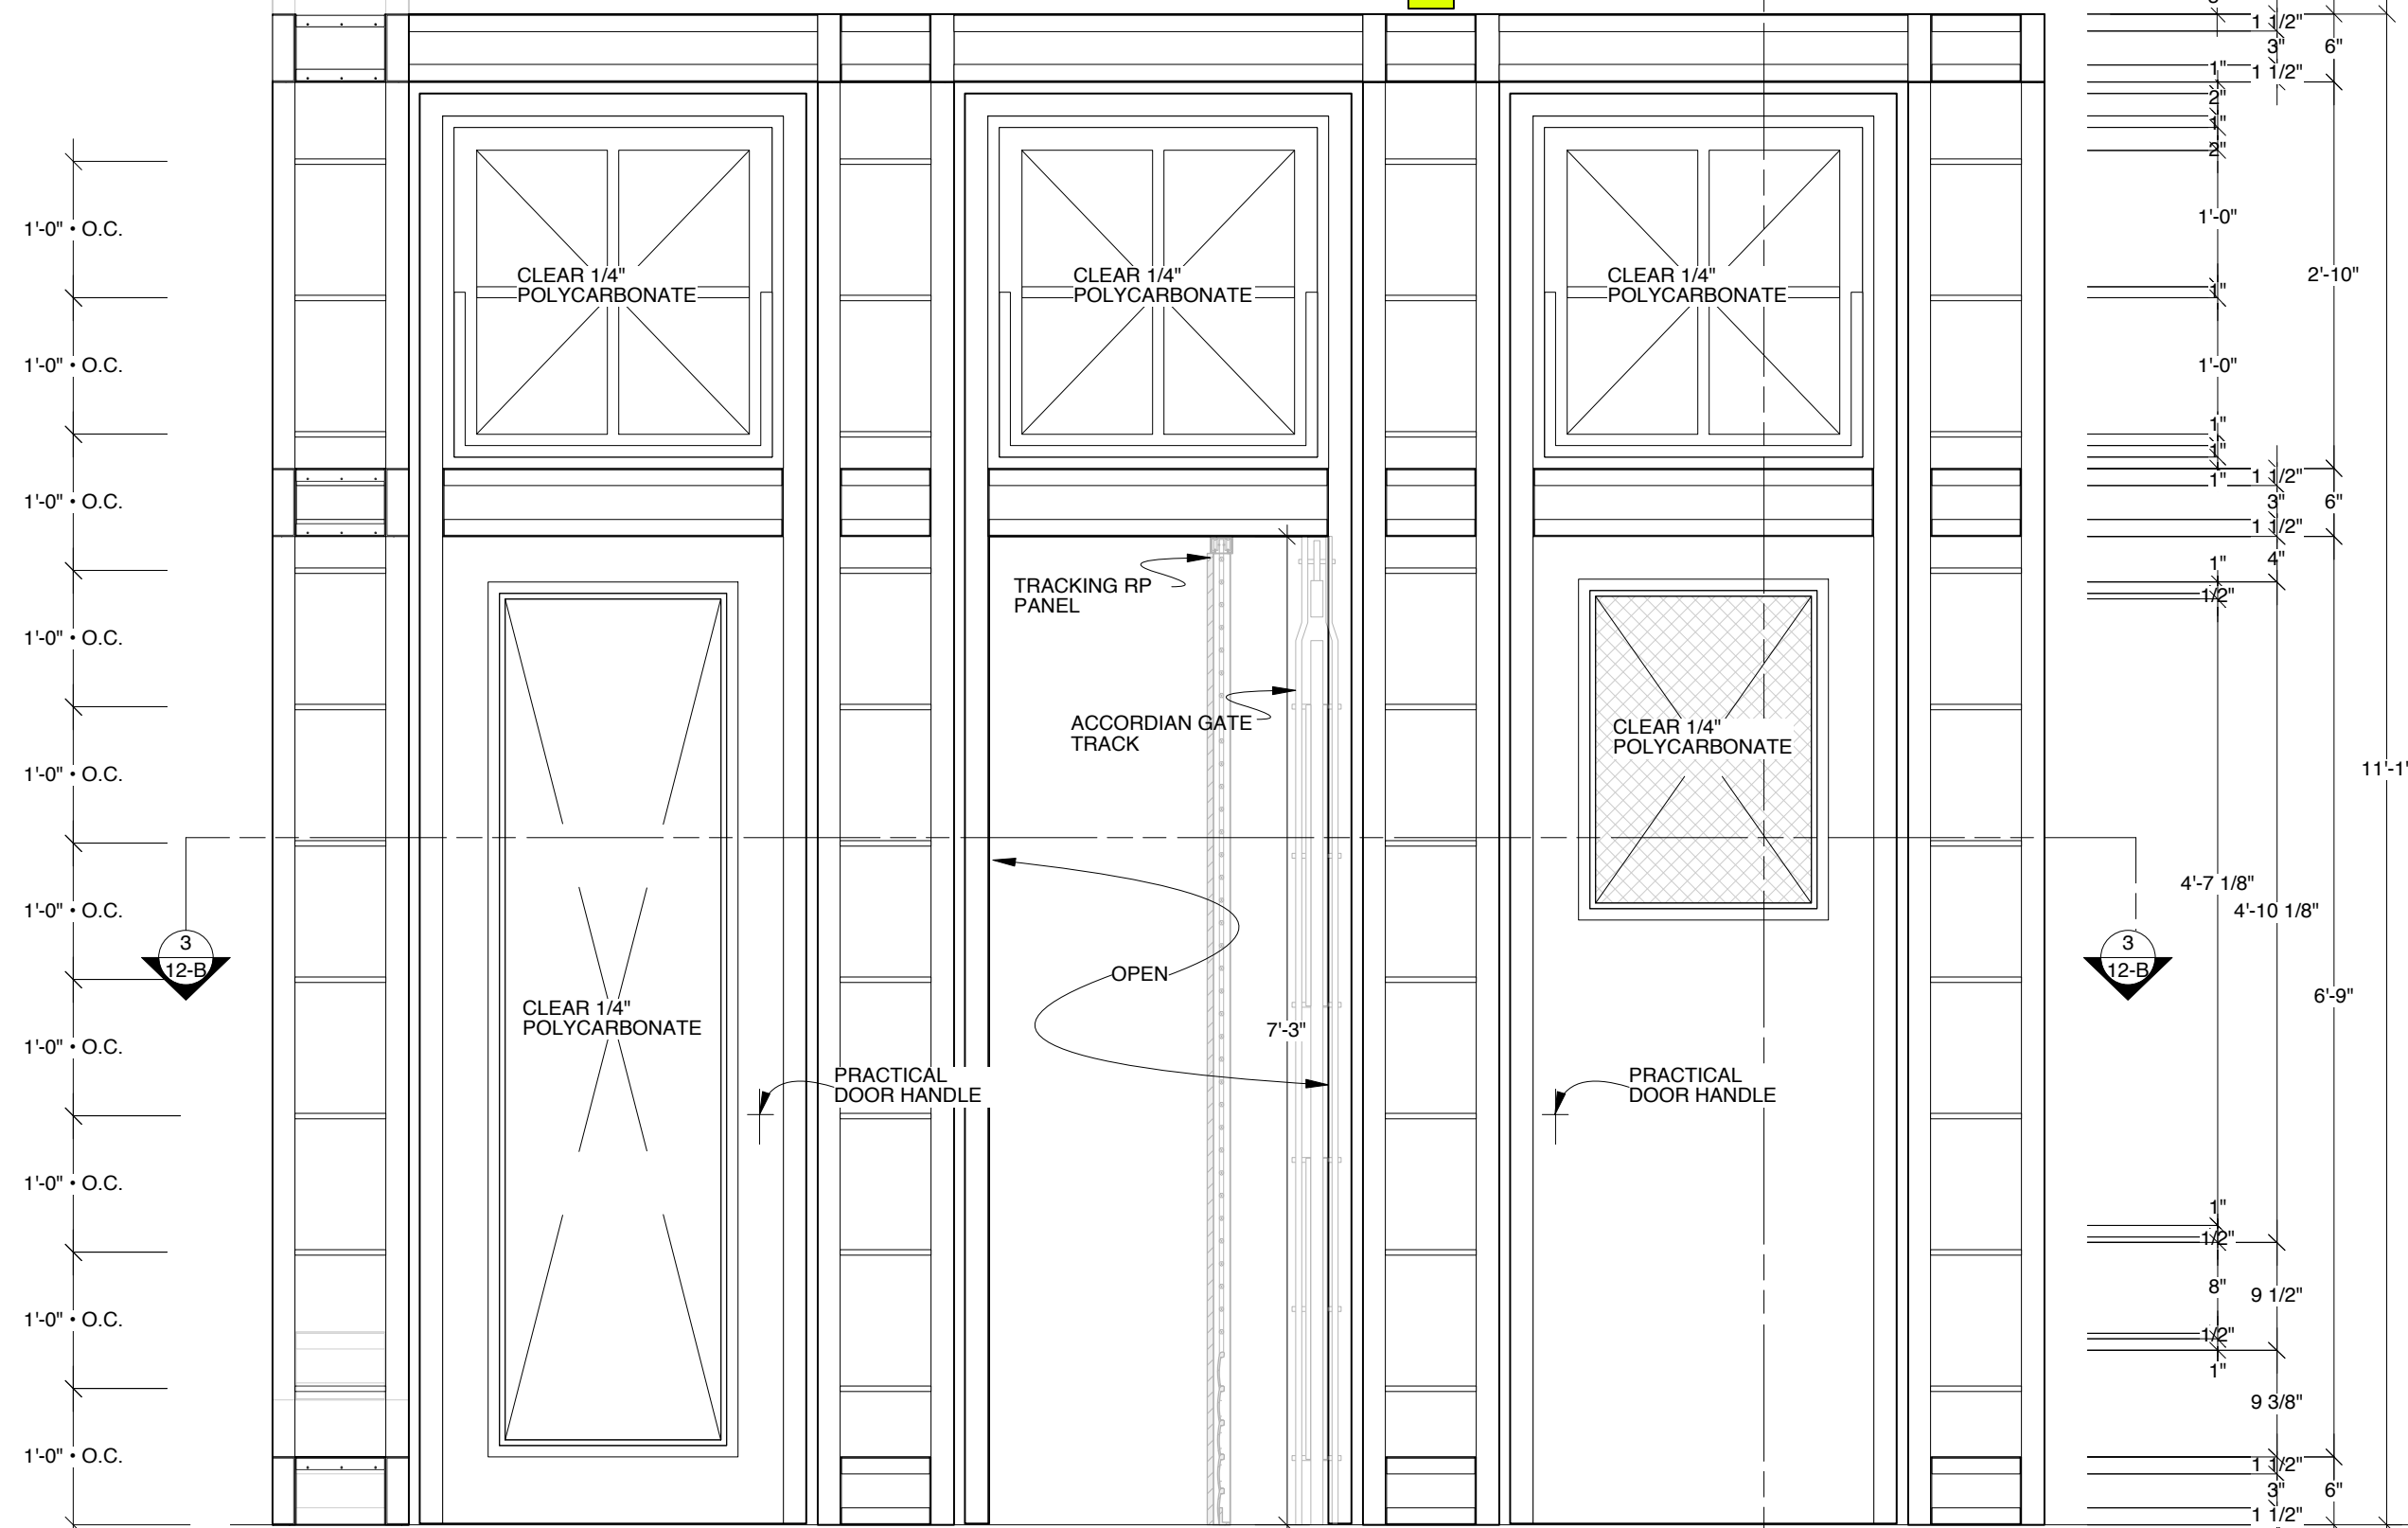 1 1/2"
3"
6"
1"
1 1/2"
2"
1"
2"
1'-0" • O.C.
1'-0"
CLEAR 1/4"
POLYCARBONATE
CLEAR 1/4"
POLYCARBONATE
CLEAR 1/4"
POLYCARBONATE
1"
2'-10"
1'-0" • O.C.
1'-0"
1"
1"
1"
1 1/2"
1'-0" • O.C.
3"
6"
1 1/2"
1"
4"
TRACKING RP
PANEL
1/2"
1'-0" • O.C.
ACCORDIAN GATE
TRACK
CLEAR 1/4"
POLYCARBONATE
1'-0" • O.C.
11'-1"
4'-7 1/8"
1'-0" • O.C.
4'-10 1/8"
3
12-B
OPEN
3
12-B
6'-9"
CLEAR 1/4"
POLYCARBONATE
7'-3"
1'-0" • O.C.
PRACTICAL
DOOR HANDLE
PRACTICAL
DOOR HANDLE
1'-0" • O.C.
1"
1/2"
8"
9 1/2"
1'-0" • O.C.
1/2"
1"
9 3/8"
1'-0" • O.C.
1 1/2"
3"
6"
1 1/2"